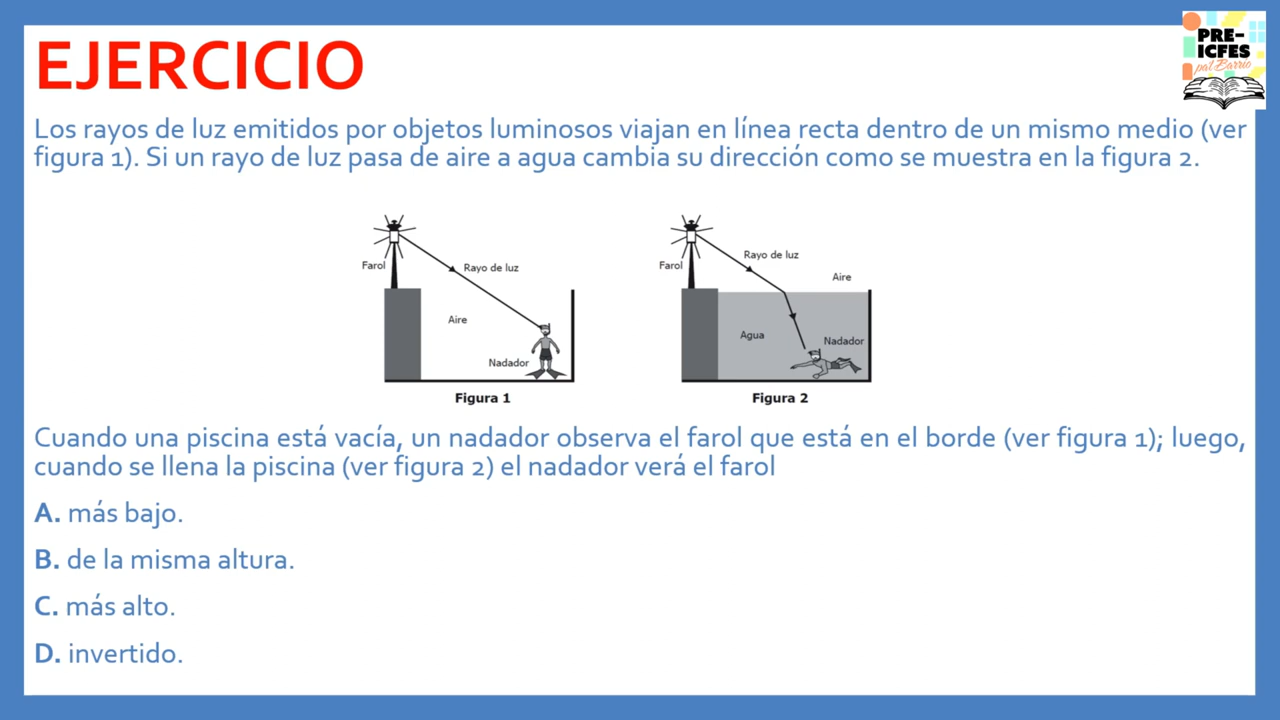 EJERCICIO
PRE-
ICFES
pal Barrio
Los rayos de luz emitidos por objetos luminosos viajan en línea recta dentro de un mismo medio (ver
figura 1). Si un rayo de luz pasa de aire a agua cambia su dirección como se muestra en la figura 2.
Farol
Rayo de luz
Aire
Nadador
Figura 1
Farol
Rayo de luz
Aire
Agua
Nadador
Figura 2
Cuando una piscina está vacía, un nadador observa el farol que está en el borde (ver figura 1); luego,
cuando se llena la piscina (ver figura 2) el nadador verá el farol
A. más bajo.
B. de la misma altura.
C. más alto.
D. invertido.